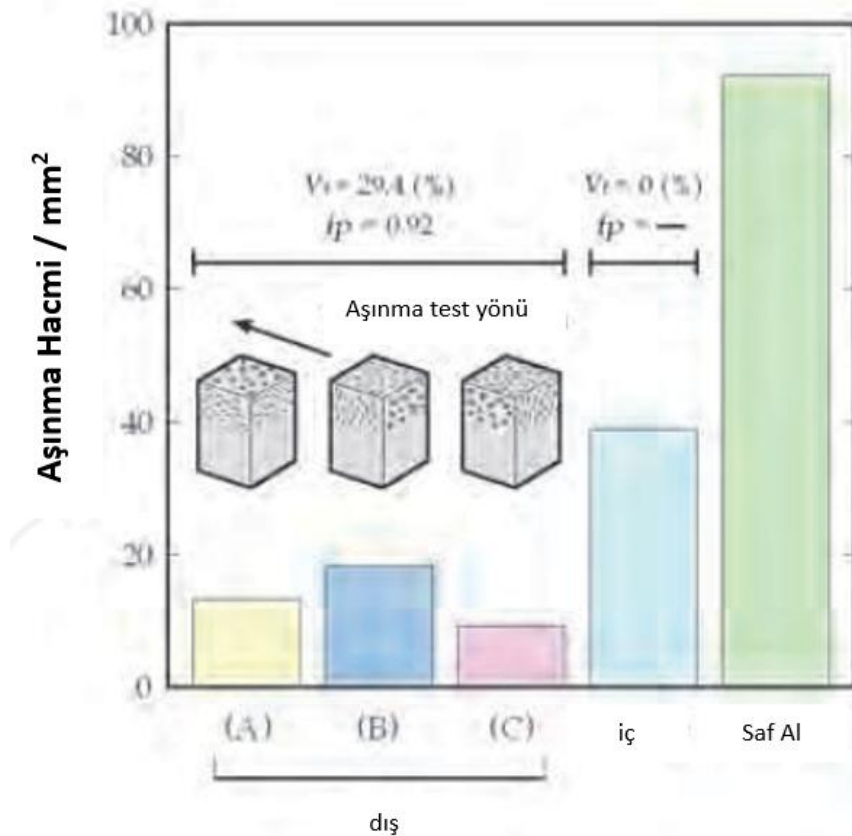 Aşınma Hacmi / mm²
100
80
60
40
20
0
Vf = 29.4 (%)
fp = 0.92
Vf = 0 (%)
fp = —
Aşınma test yönü
(A)
(B)
(C)
iç
Saf Al
dış